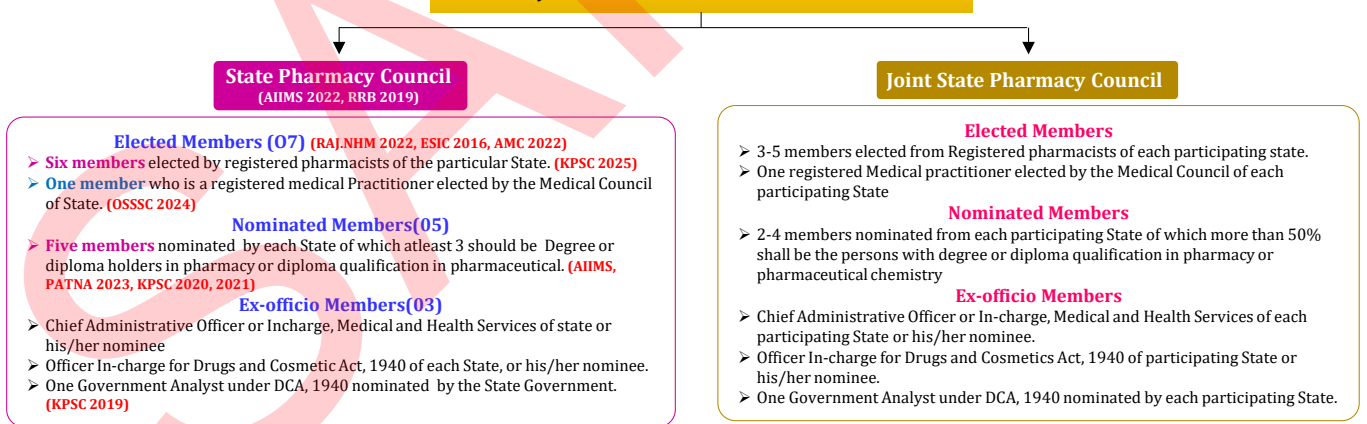 State Pharmacy Council
(AIIMS 2022, RRB 2019)
Elected Members (O7) (RAJ.NHM 2022, ESIC 2016, AMC 2022)
➢ Six members elected by registered pharmacists of the particular State. (KPSC 2025)
➢ One member who is a registered medical Practitioner elected by the Medical Council
of State. (OSSSC 2024)
Nominated Members(05)
➢ Five members nominated by each State of which atleast 3 should be Degree or
diploma holders in pharmacy or diploma qualification in pharmaceutical. (AIIMS,
PATNA 2023, KPSC 2020, 2021)
Ex-officio Members(03)
➢ Chief Administrative Officer or Incharge, Medical and Health Services of state or
his/her nominee
➢ Officer In-charge for Drugs and Cosmetic Act, 1940 of each State, or his/her nominee.
➢ One Government Analyst under DCA, 1940 nominated by the State Government.
(KPSC 2019)
Joint State Pharmacy Council
Elected Members
➢ 3-5 members elected from Registered pharmacists of each participating state.
➢ One registered Medical practitioner elected by the Medical Council of each
participating State
Nominated Members
➢ 2-4 members nominated from each participating State of which more than 50%
shall be the persons with degree or diploma qualification in pharmacy or
pharmaceutical chemistry
Ex-officio Members
➢ Chief Administrative Officer or In-charge, Medical and Health Services of each
participating State or his/her nominee.
➢ Officer In-charge for Drugs and Cosmetics Act, 1940 of participating State or
his/her nominee.
➢ One Government Analyst under DCA, 1940 nominated by each participating State.